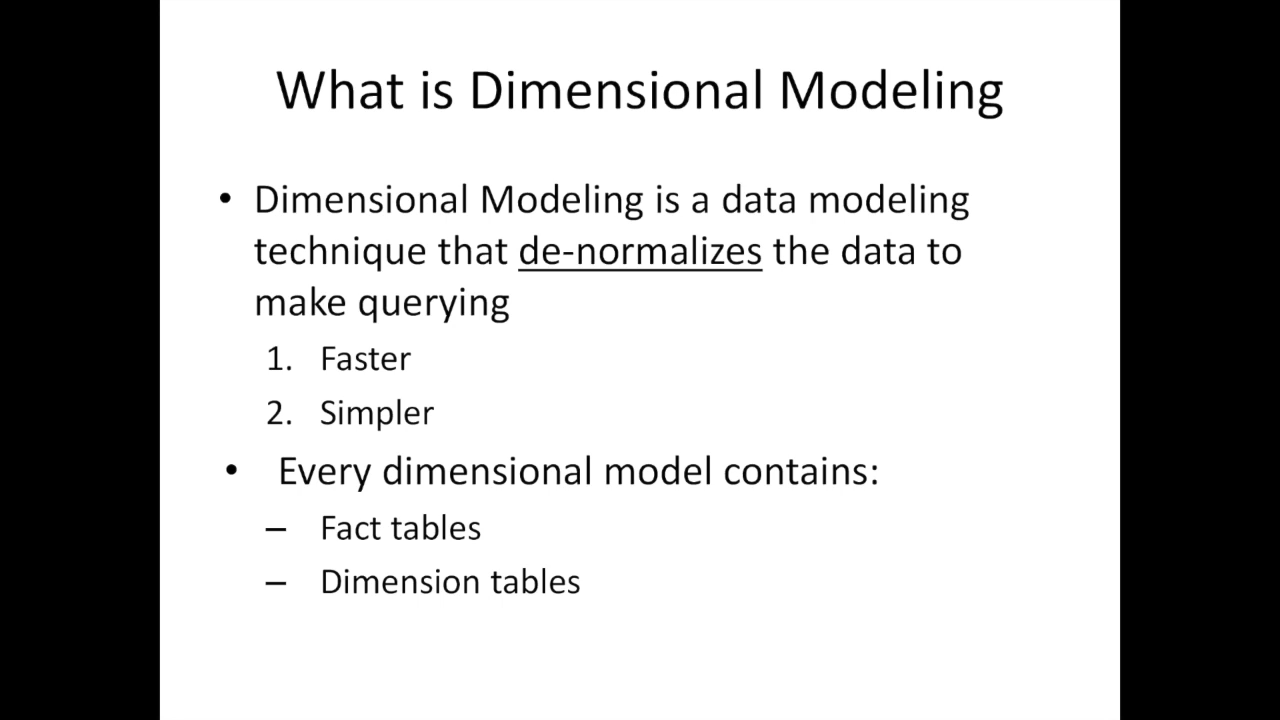 What is Dimensional Modeling
• Dimensional Modeling is a data modeling
technique that de-normalizes the data to
make querying
1. Faster
2. Simpler
• Every dimensional model contains:
– Fact tables
– Dimension tables